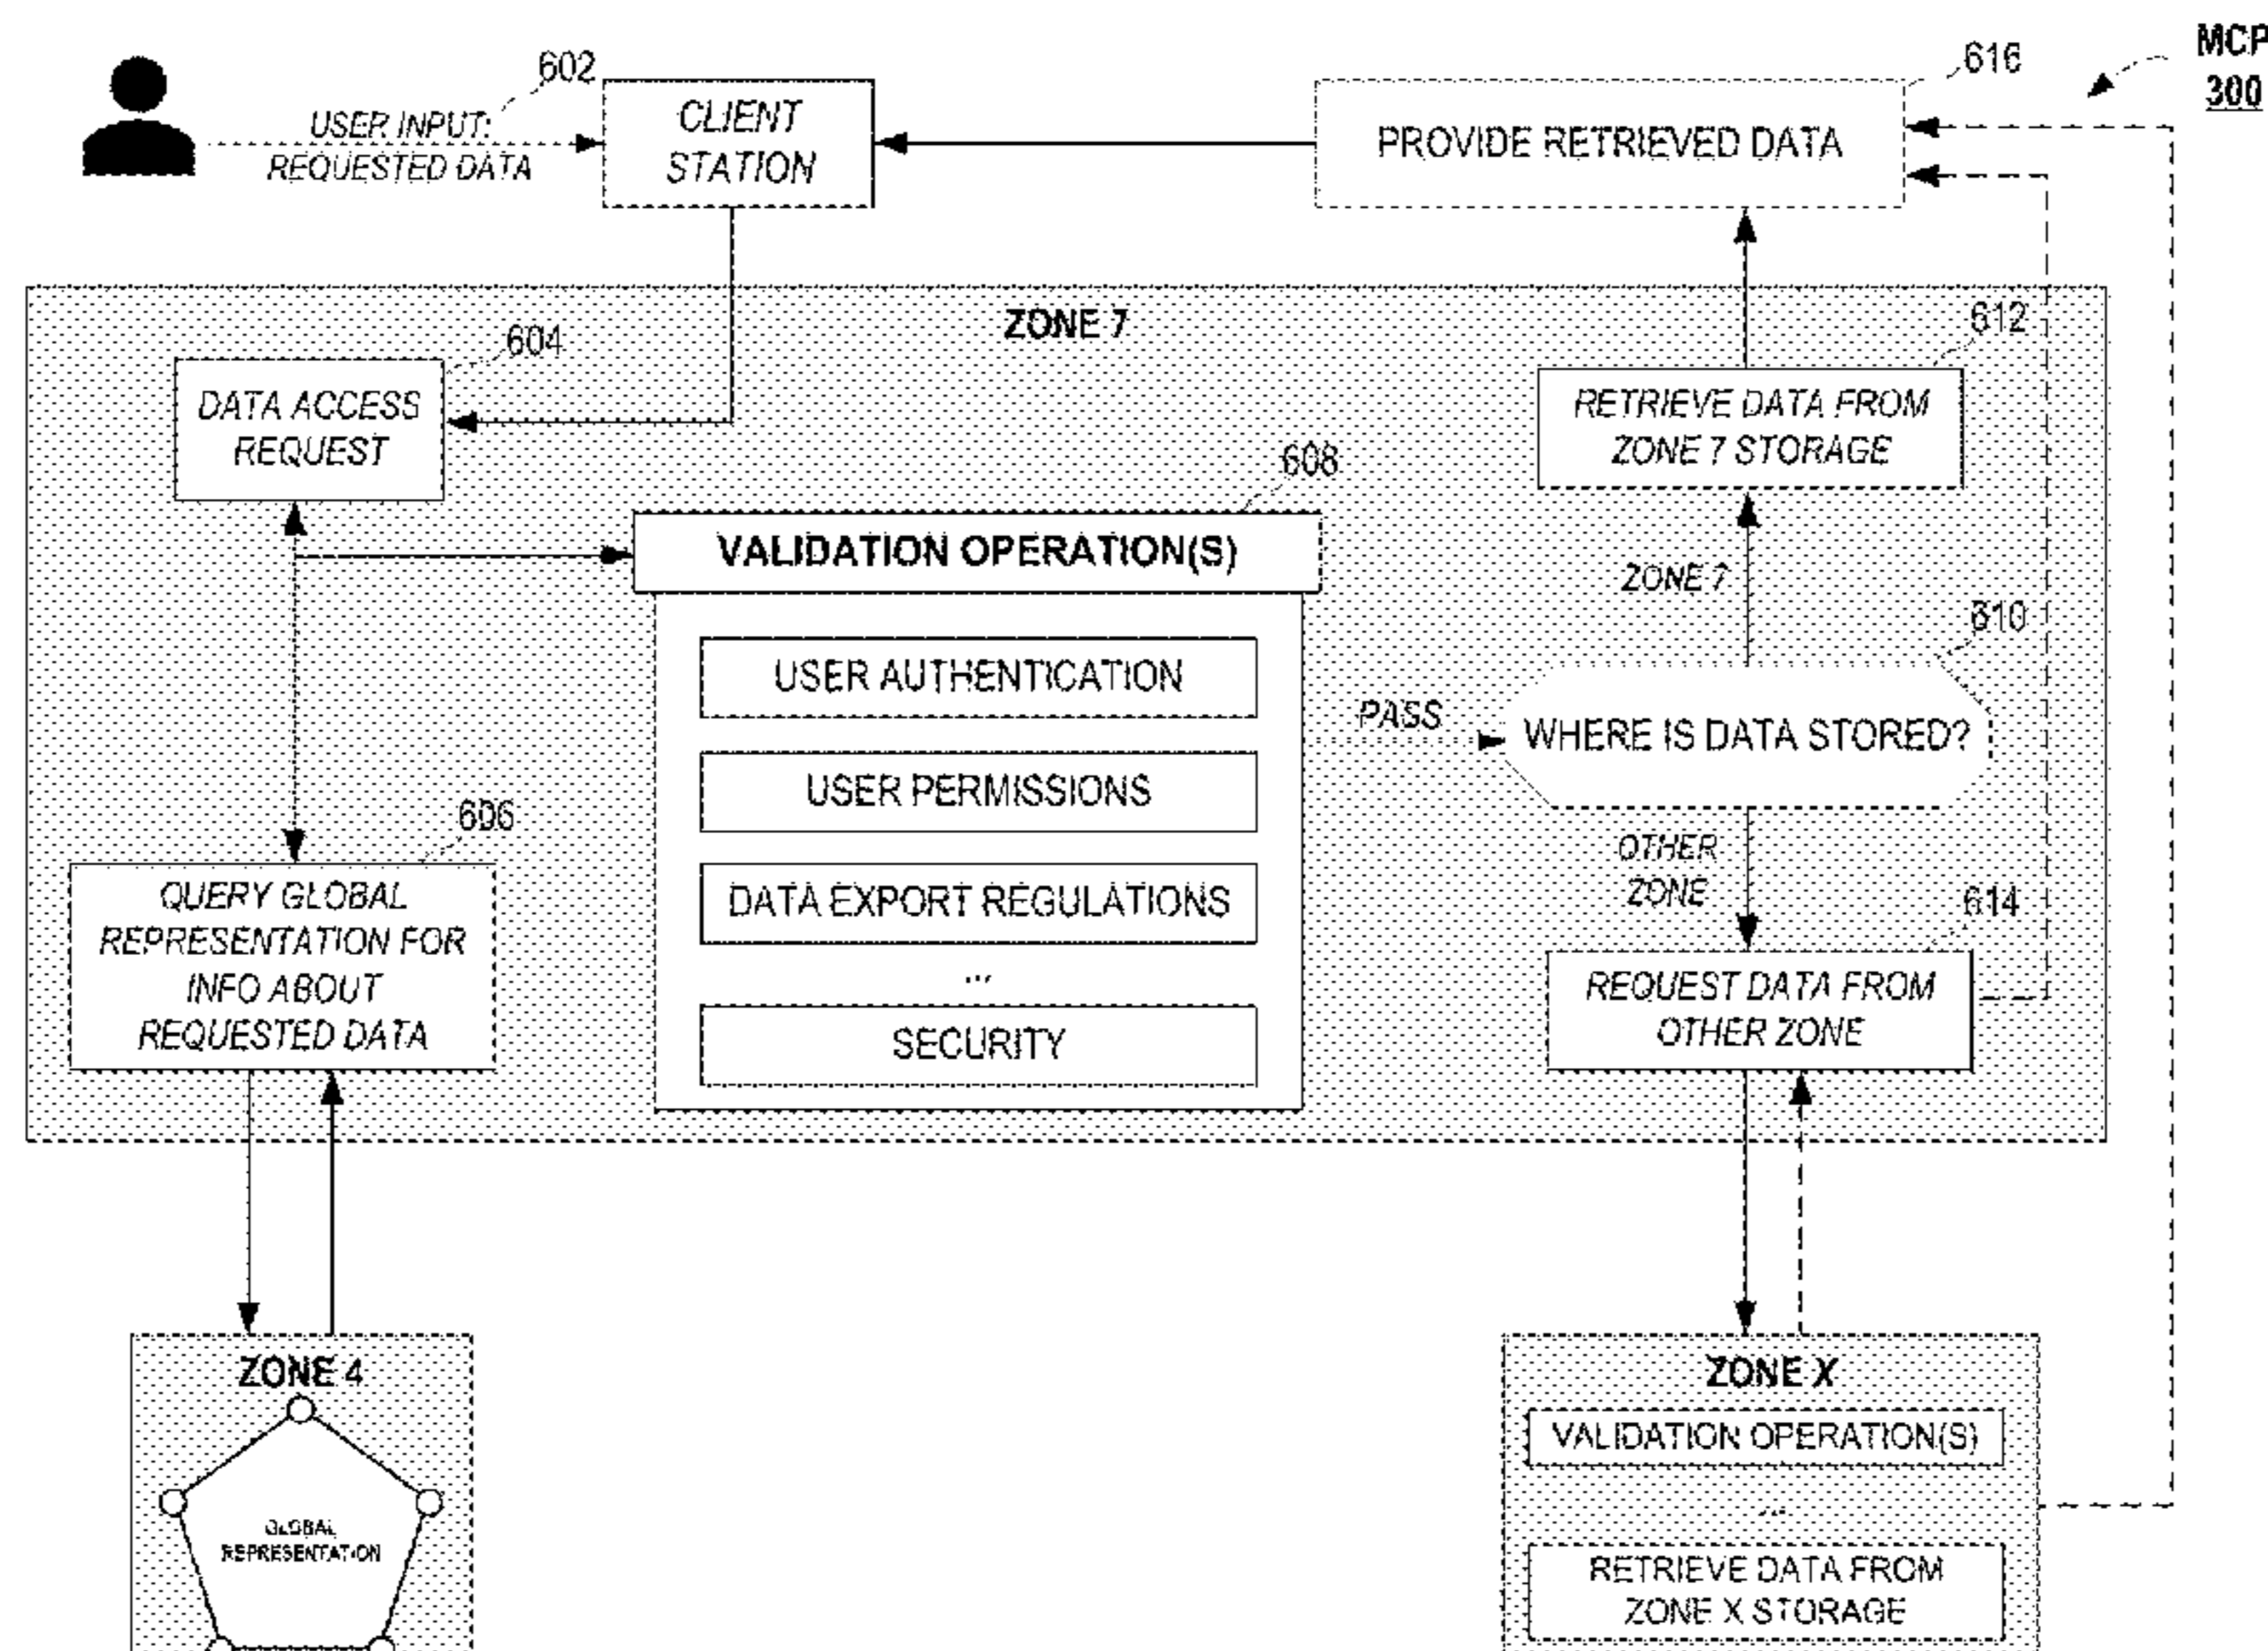 602
USER INPUT:
REQUESTED DATA
CLIENT
STATION
PROVIDE RETRIEVED DATA
616
MCP
300
ZONE 7
604
DATA ACCESS
REQUEST
608
VALIDATION OPERATION(S)
USER AUTHENTICATION
USER PERMISSIONS
DATA EXPORT REGULATIONS
...
SECURITY
606
QUERY GLOBAL
REPRESENTATION FOR
INFO ABOUT
REQUESTED DATA
612
RETRIEVE DATA FROM
ZONE 7 STORAGE
ZONE 7
610
PASS
WHERE IS DATA STORED?
OTHER
ZONE
614
REQUEST DATA FROM
OTHER ZONE
ZONE 4
GLOBAL
REPRESENTATION
ZONE X
VALIDATION OPERATION(S)
...
RETRIEVE DATA FROM
ZONE X STORAGE